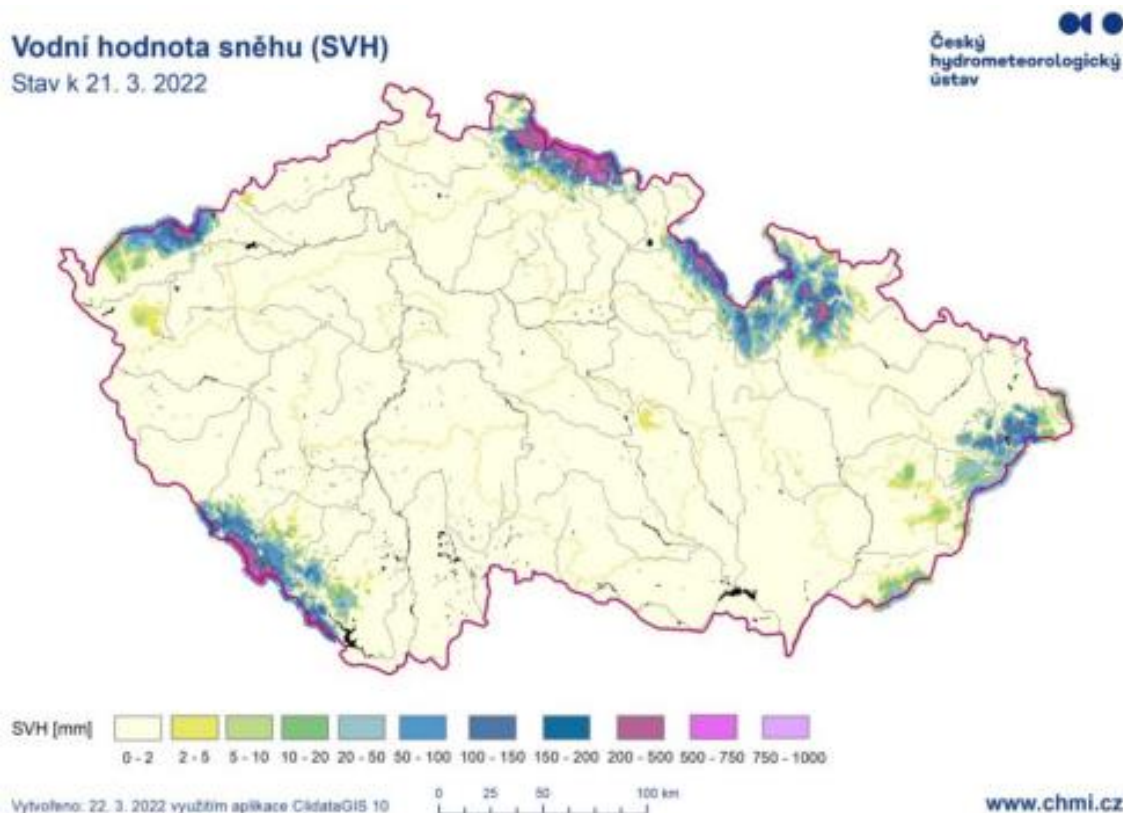 Vodní hodnota sněhu (SVH)
Stav k 21. 3. 2022
Český
hydrometeorologický
ústav
SVH [mm]
0 - 2 2 - 5 5 - 10 10 - 20 20 - 50 50 - 100 100 - 150 150 - 200 200 - 500 500 - 750 750 - 1000
Vytvořeno: 22. 3. 2022 využitím aplikace ClidataGIS 10
0 25 50 100 km
www.chmi.cz